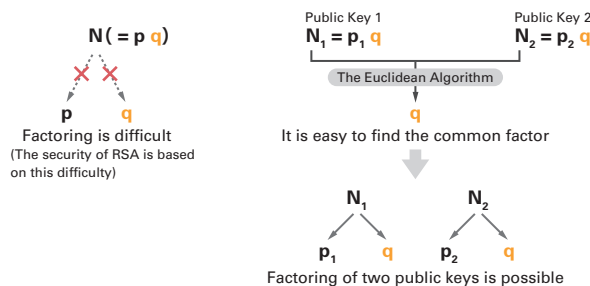 N(= p q)
p q
Factoring is difficult
(The security of RSA is based
on this difficulty)
Public Key 1 Public Key 2
N₁ = p₁ q N₂ = p₂ q
The Euclidean Algorithm
q
It is easy to find the common factor
N₁ N₂
p₁ q p₂ q
Factoring of two public keys is possible